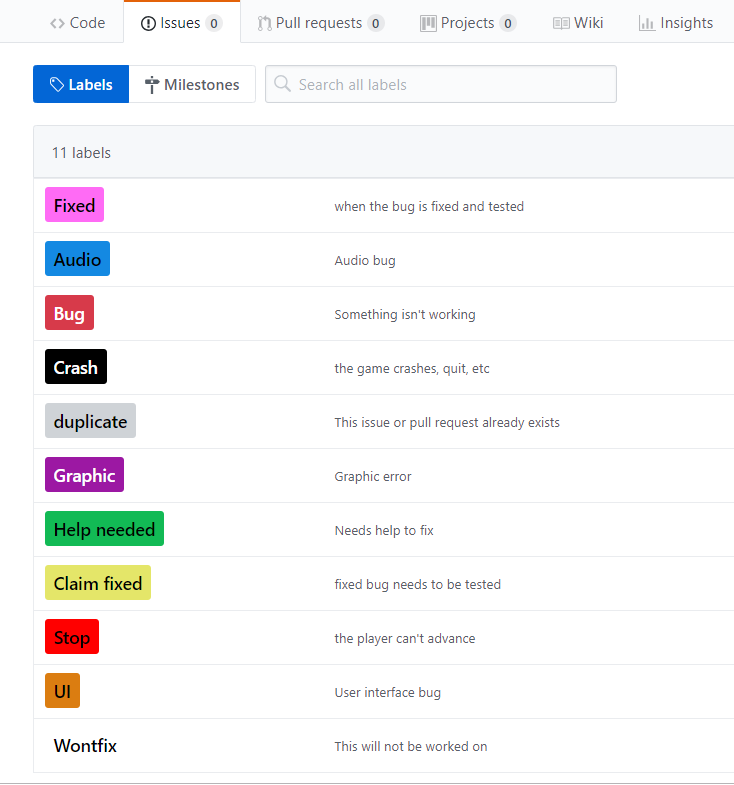 Code Issues 0 Pull requests 0 Projects 0 Wiki Insights
Labels Milestones Search all labels
11 labels
Fixed when the bug is fixed and tested
Audio Audio bug
Bug Something isn't working
Crash the game crashes, quit, etc
duplicate This issue or pull request already exists
Graphic Graphic error
Help needed Needs help to fix
Claim fixed fixed bug needs to be tested
Stop the player can't advance
UI User interface bug
Wontfix This will not be worked on